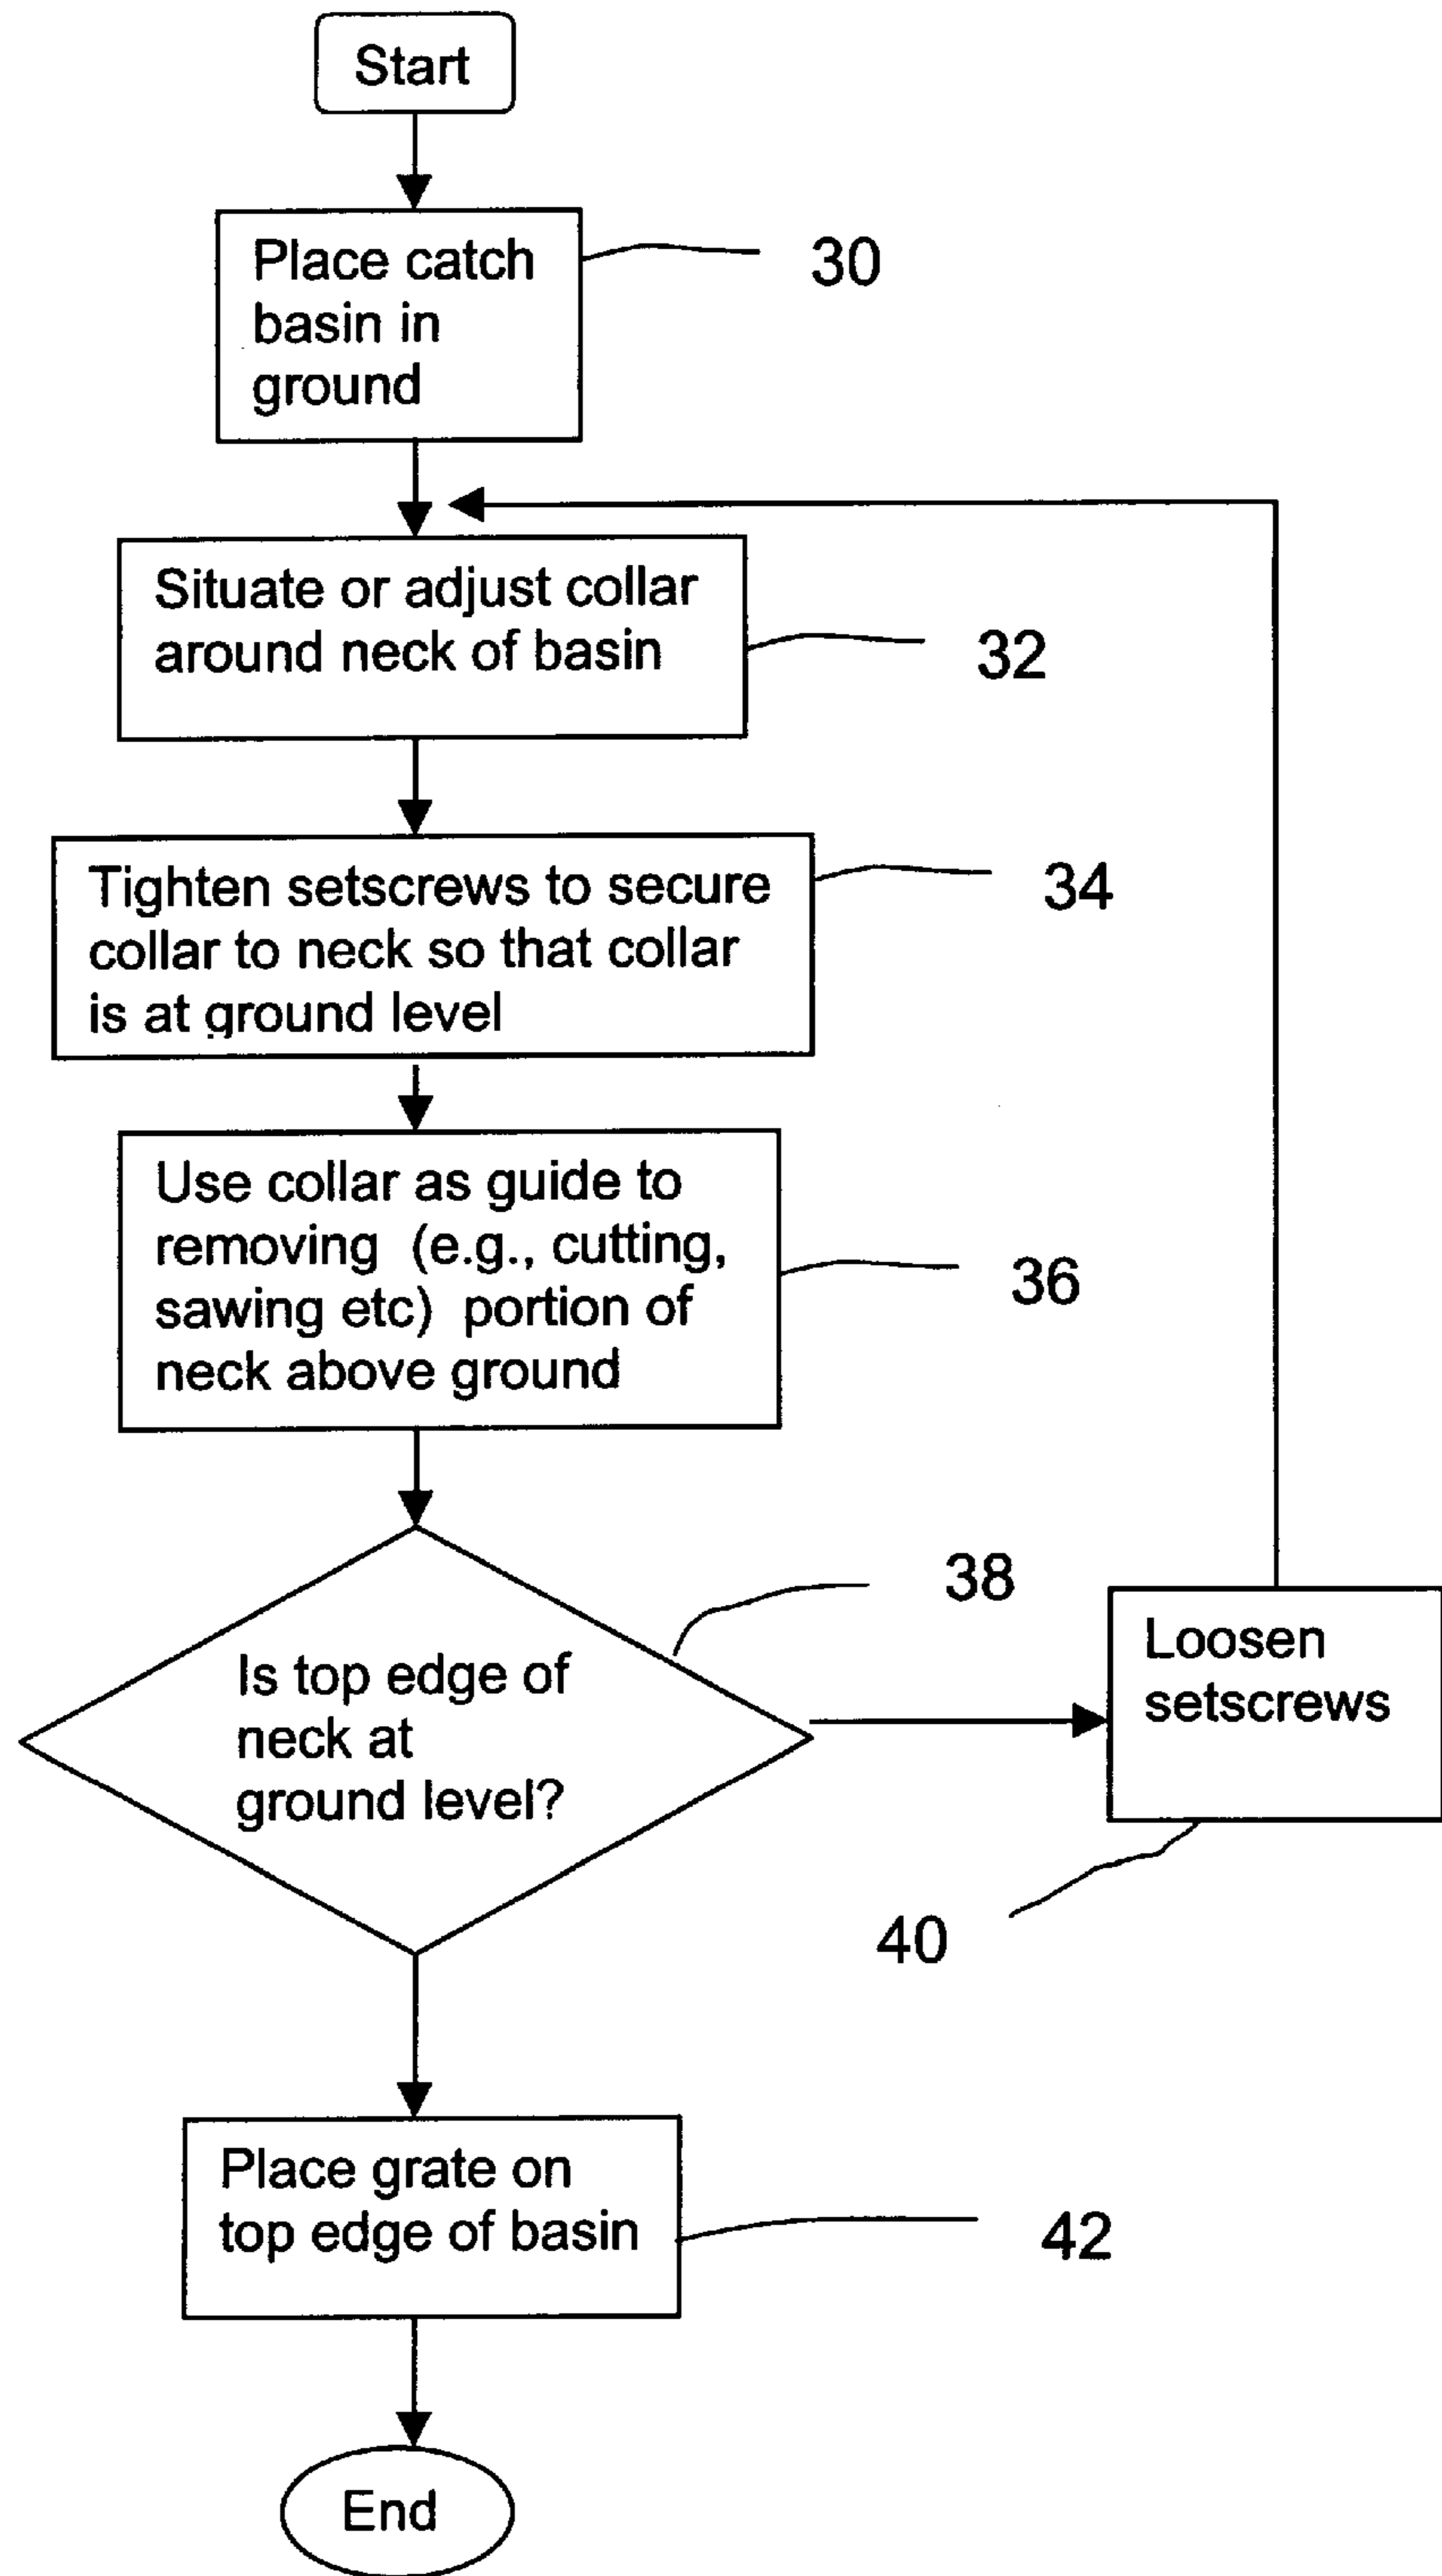 Start
Place catch
basin in
ground
30
Situate or adjust collar
around neck of basin
32
Tighten setscrews to secure
collar to neck so that collar
is at ground level
34
Use collar as guide to
removing (e.g., cutting,
sawing etc) portion of
neck above ground
36
38
Is top edge of
neck at
ground level?
Loosen
setscrews
40
Place grate on
top edge of basin
42
End